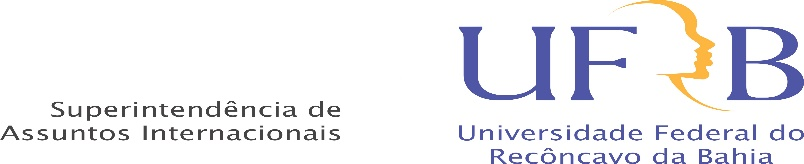 Superintendência de
Assuntos Internacionais
UFRB
Universidade Federal do
Recôncavo da Bahia